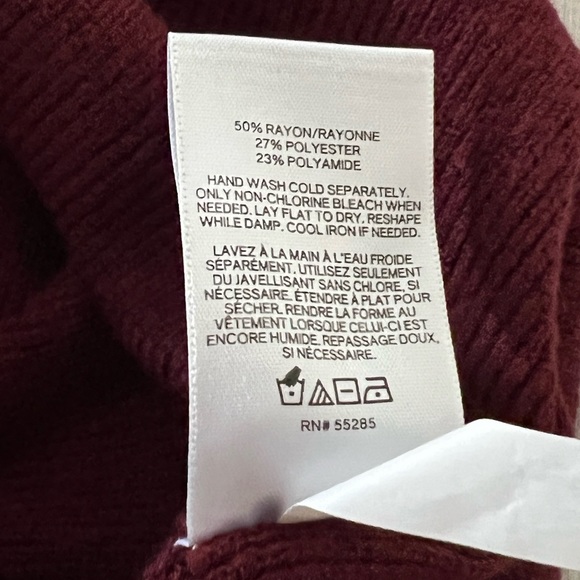 50% RAYON/RAYONNE
27% POLYESTER
23% POLYAMIDE
HAND WASH COLD SEPARATELY.
ONLY NON-CHLORINE BLEACH WHEN
NEEDED. LAY FLAT TO DRY. RESHAPE
WHILE DAMP. COOL IRON IF NEEDED.
LAVEZ À LA MAIN À L'EAU FROIDE
SÉPARÉMENT. UTILISEZ SEULEMENT
DU JAVELLISANT SANS CHLORE, SI
NÉCESSAIRE. ÉTENDRE À PLAT POUR
SÉCHER. RENDRE LA FORME AU
VÊTEMENT LORSQUE CELUI-CI EST
ENCORE HUMIDE. REPASSAGE DOUX,
SI NÉCESSAIRE.
RN# 55285